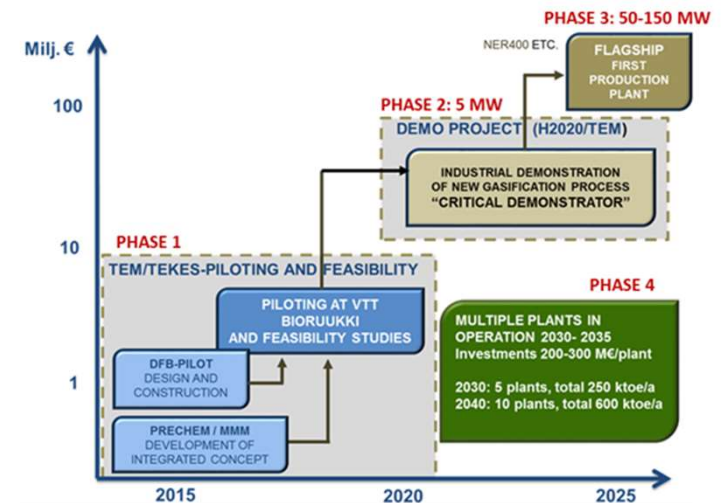 PHASE 3: 50-150 MW
Milj. €
NER400 ETC.
FLAGSHIP
FIRST
PRODUCTION
PLANT
100
PHASE 2: 5 MW
DEMO PROJECT (H2020/TEM)
INDUSTRIAL DEMONSTRATION
OF NEW GASIFICATION PROCESS
“CRITICAL DEMONSTRATOR”
10
PHASE 1
TEM/TEKES-PILOTING AND FEASIBILITY
PILOTING AT VTT
BIORUUKKI
AND FEASIBILITY STUDIES
PHASE 4
MULTIPLE PLANTS IN
OPERATION 2030- 2035
Investments 200-300 M€/plant
2030: 5 plants, total 250 ktoe/a
2040: 10 plants, total 600 ktoe/a
1
DFB-PILOT
DESIGN AND
CONSTRUCTION
PRECHEM / MMM
DEVELOPMENT OF
INTEGRATED CONCEPT
2015
2020
2025